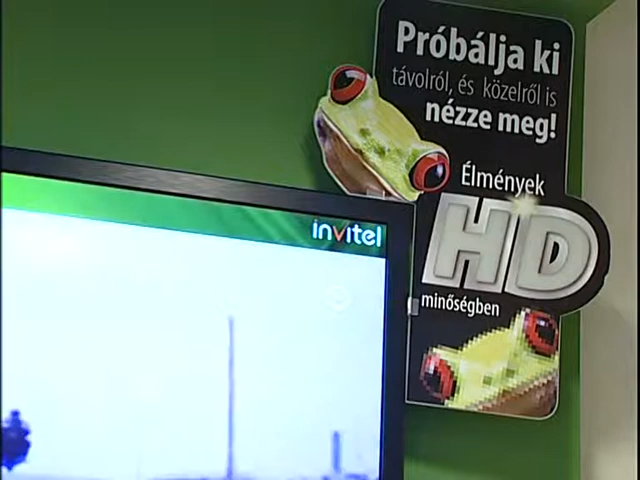 Próbálja ki
távolról, és közelről is
nézze meg!
Élmények
HD
minőségben
invitel